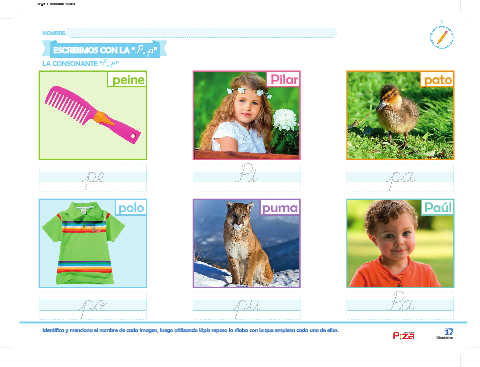 NOMBRE:
ESCRIBIMOS CON LA "P, p"
LA CONSONANTE "P, p"
peine
Pilar
pato
pe
Pi
pa
polo
puma
Paúl
po
pu
Pa
Identifica y menciona el nombre de cada imagen, luego utilizando lápiz repasa la sílaba con la que empieza cada una de ellas.
17